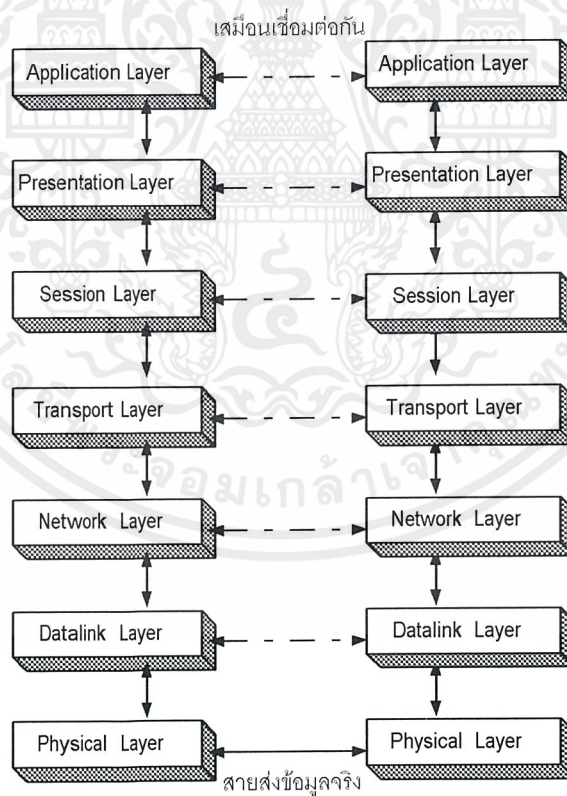 เสมือนเชื่อมต่อกัน
Application Layer Application Layer
Presentation Layer Presentation Layer
Session Layer Session Layer
Transport Layer Transport Layer
Network Layer Network Layer
Datalink Layer Datalink Layer
Physical Layer Physical Layer
สายส่งข้อมูลจริง